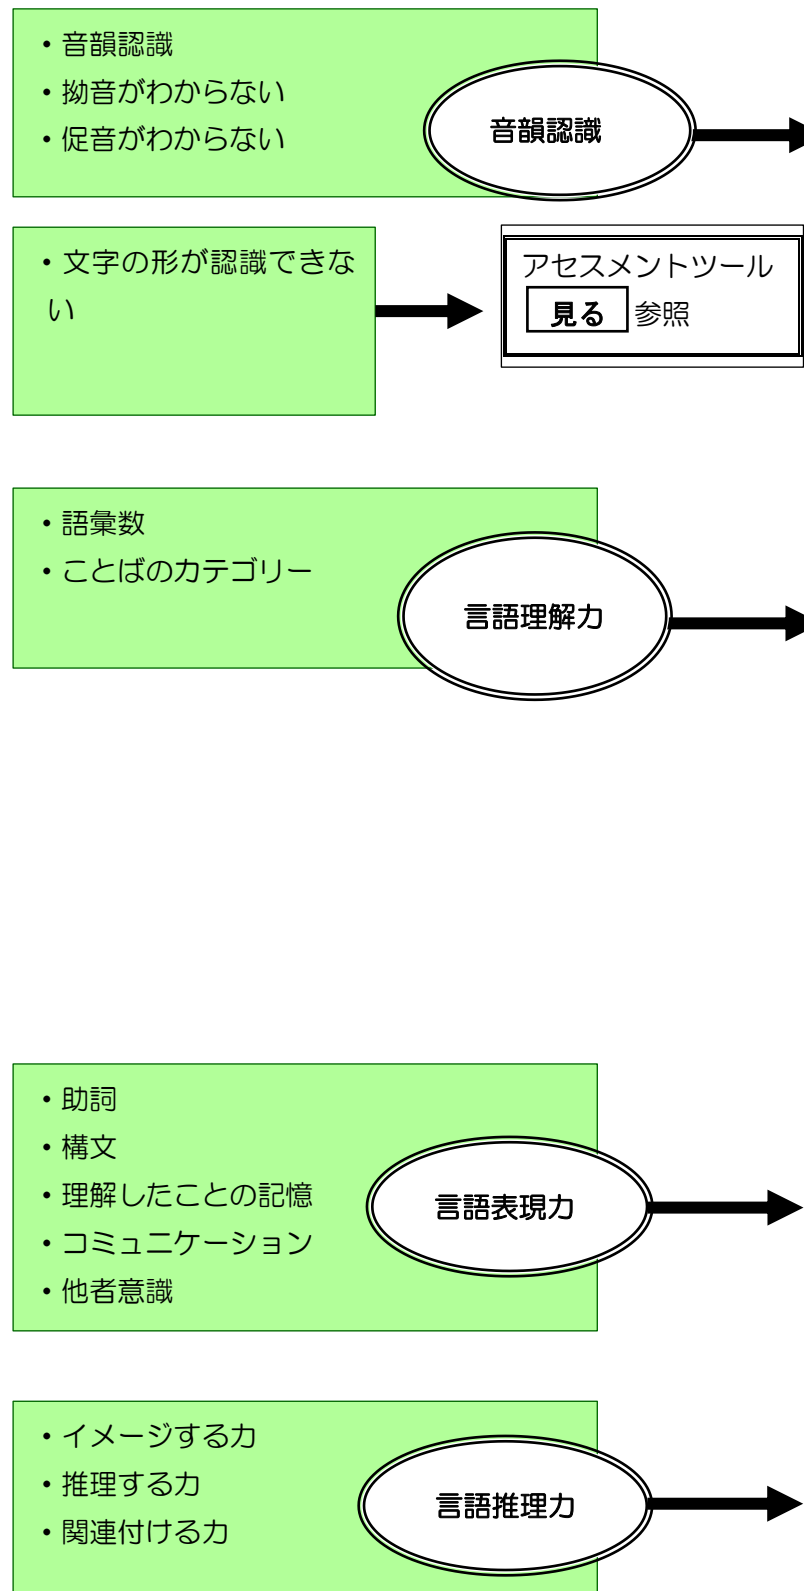 ・音韻認識
・拗音がわからない
・促音がわからない
音韻認識
・文字の形が認識できな
い
アセスメントツール
見る 参照
・語彙数
・ことばのカテゴリー
言語理解力
・助詞
・構文
・理解したことの記憶
・コミュニケーション
・他者意識
言語表現力
・イメージする力
・推理する力
・関連付ける力
言語推理力